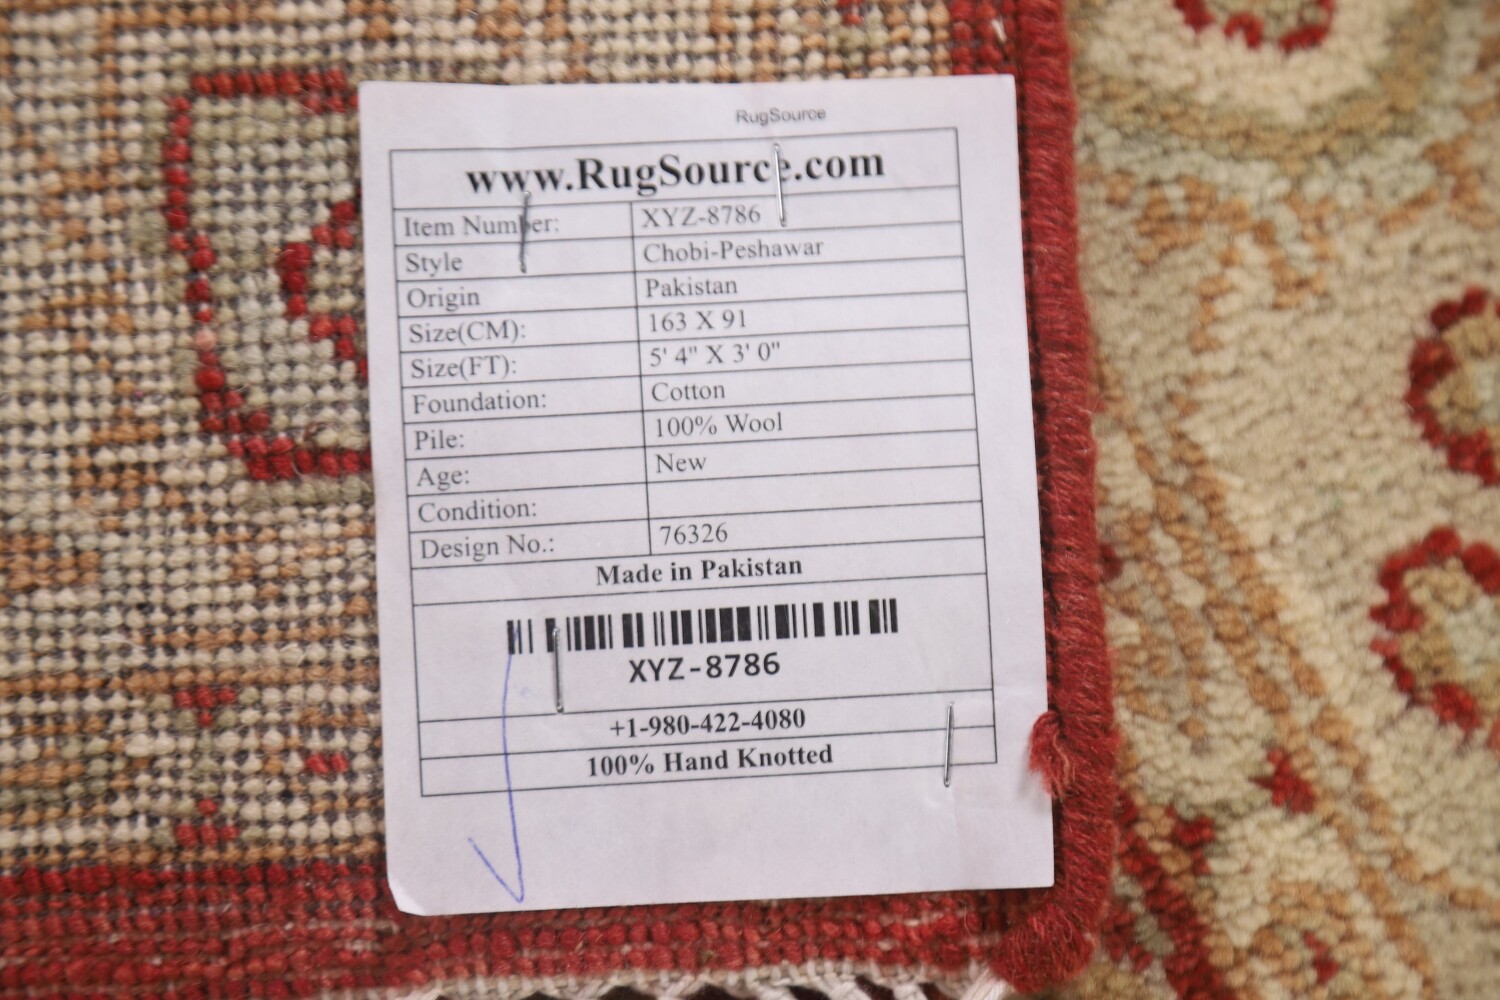 RugSource
www.RugSource.com
Item Number: XYZ-8786
Style Chobi-Peshawar
Origin Pakistan
Size(CM): 163 X 91
Size(FT): 5' 4" X 3' 0"
Foundation: Cotton
Pile: 100% Wool
Age: New
Condition:
Design No.: 76326
Made in Pakistan
XYZ-8786
+1-980-422-4080
100% Hand Knotted